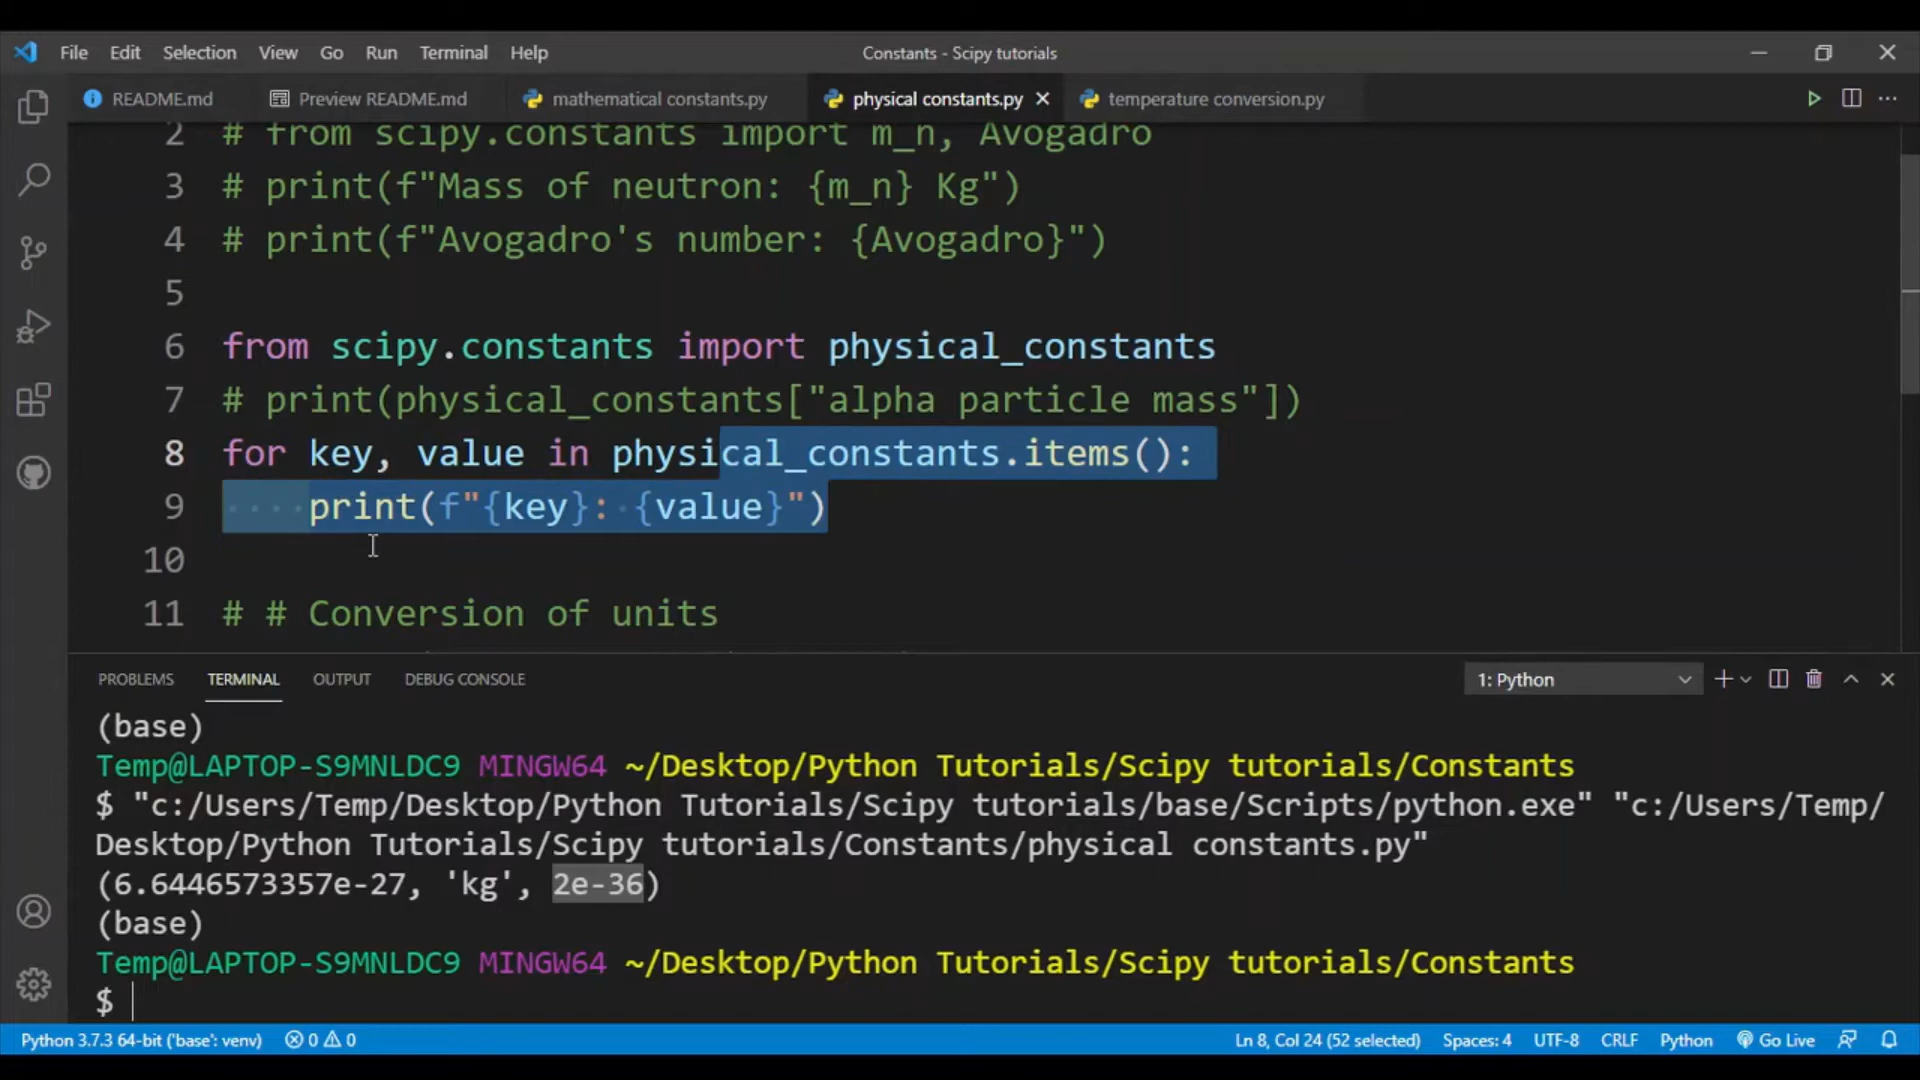 File Edit Selection View Go Run Terminal Help Constants - Scipy tutorials
README.md Preview README.md mathematical constants.py physical constants.py temperature conversion.py
2 # from scipy.constants import m_n, Avogadro
3 # print(f"Mass of neutron: {m_n} Kg")
4 # print(f"Avogadro's number: {Avogadro}")
5
6 from scipy.constants import physical_constants
7 # print(physical_constants["alpha particle mass"])
8 for key, value in physical_constants.items():
9 print(f"{key}: {value}")
10
11 # # Conversion of units
PROBLEMS TERMINAL OUTPUT DEBUG CONSOLE 1: Python
(base)
Temp@LAPTOP-S9MNLDC9 MINGW64 ~/Desktop/Python Tutorials/Scipy tutorials/Constants
$ "c:/Users/Temp/Desktop/Python Tutorials/Scipy tutorials/base/Scripts/python.exe" "c:/Users/Temp/
Desktop/Python Tutorials/Scipy tutorials/Constants/physical constants.py"
(6.6446573357e-27, 'kg', 2e-36)
(base)
Temp@LAPTOP-S9MNLDC9 MINGW64 ~/Desktop/Python Tutorials/Scipy tutorials/Constants
$
Python 3.7.3 64-bit ('base': venv) 0 0 Ln 8, Col 24 (52 selected) Spaces: 4 UTF-8 CRLF Python Go Live